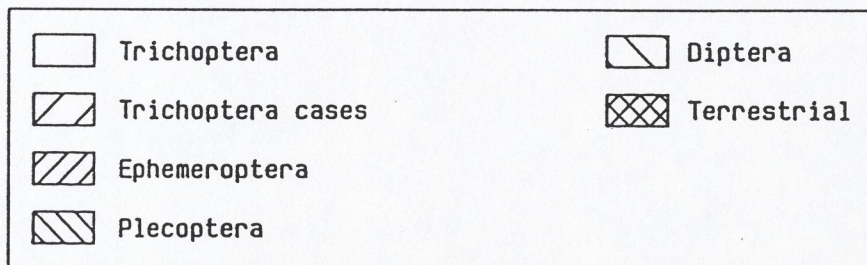 Trichoptera
Trichoptera cases
Ephemeroptera
Plecoptera
Diptera
Terrestrial